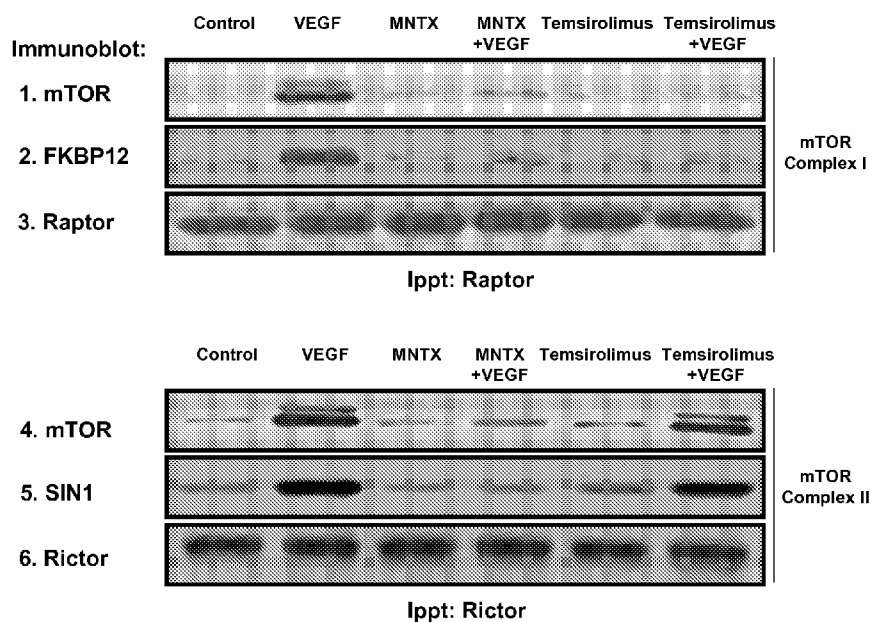 Control VEGF MNTX MNTX +VEGF Temsirolimus Temsirolimus +VEGF
Immunoblot:
1. mTOR
2. FKBP12
3. Raptor
mTOR
Complex I
Ippt: Raptor
Control VEGF MNTX MNTX +VEGF Temsirolimus Temsirolimus +VEGF
4. mTOR
5. SIN1
6. Rictor
mTOR
Complex II
Ippt: Rictor